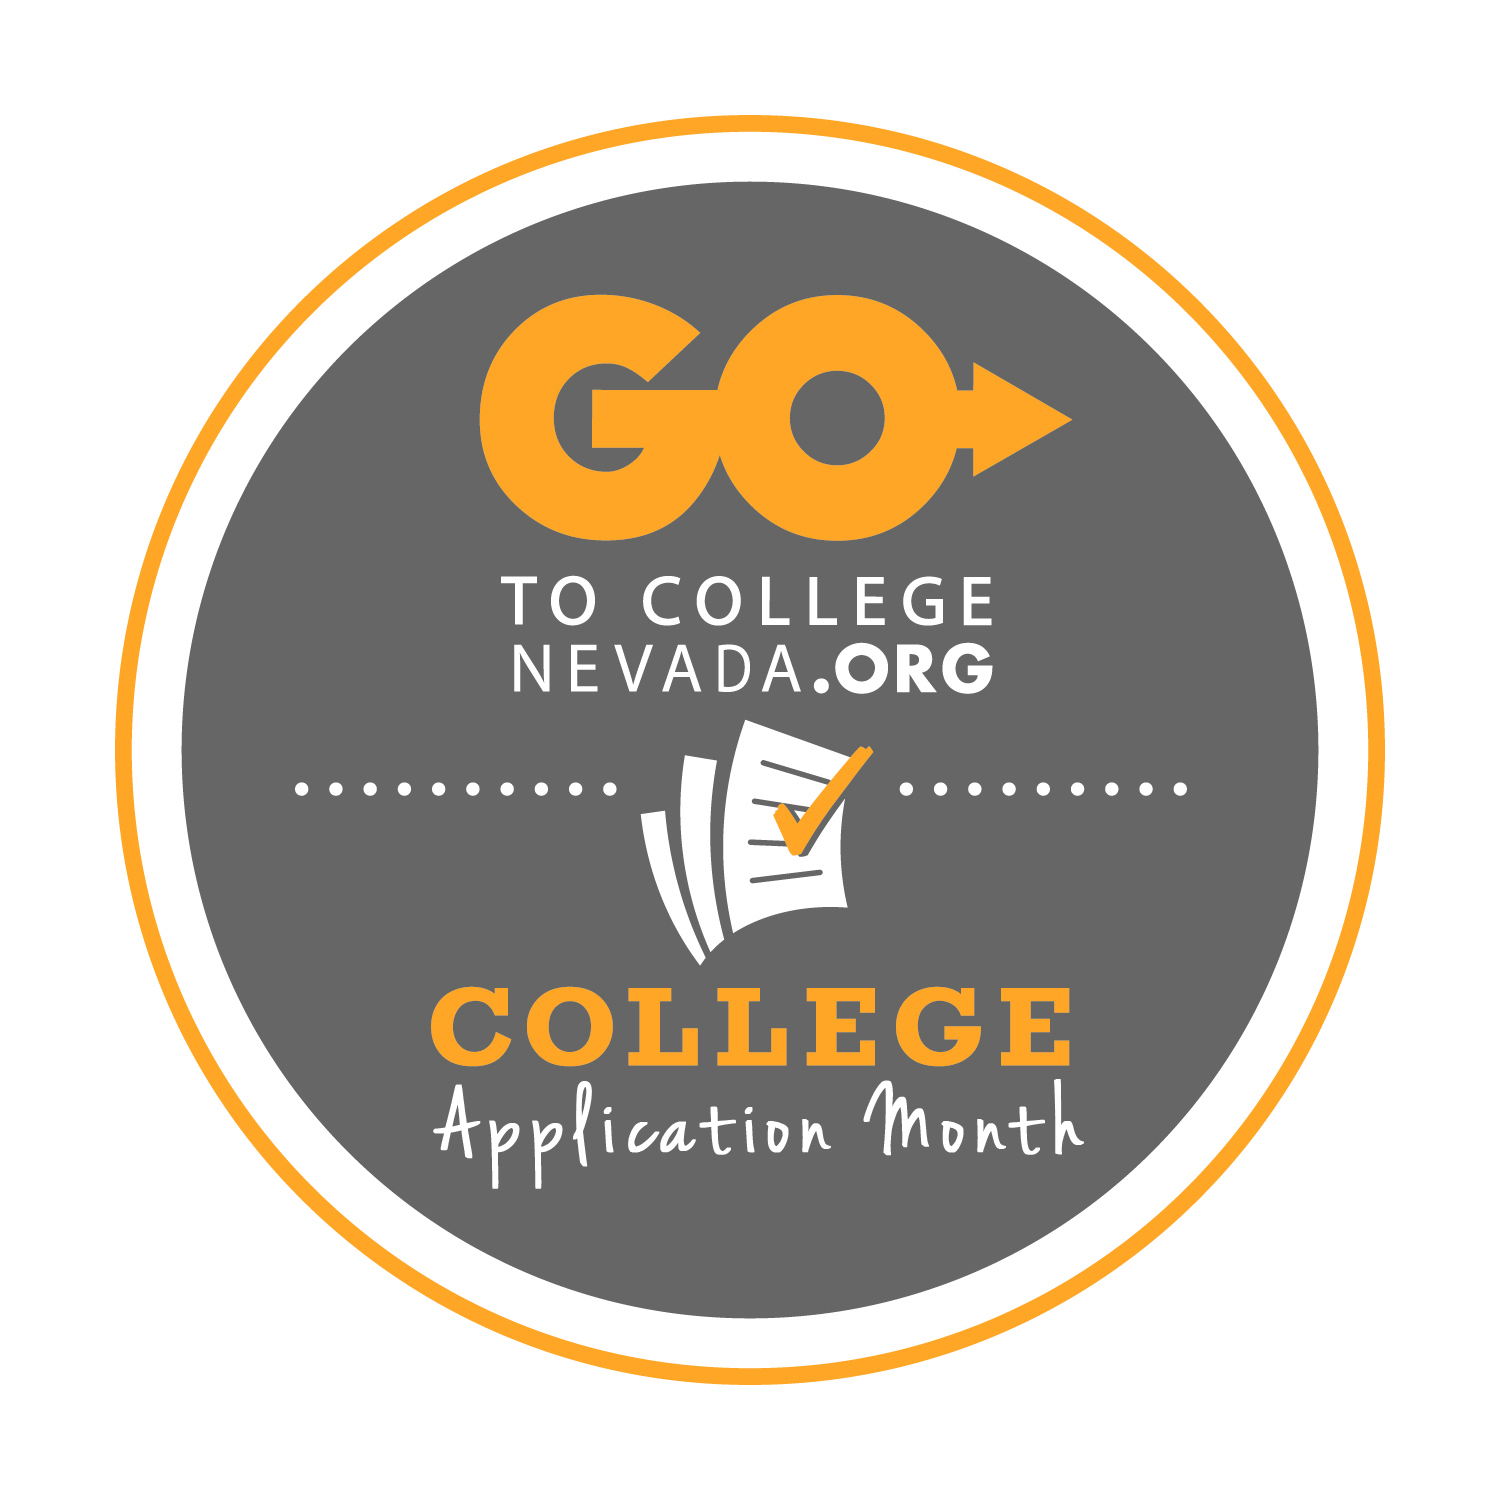 GO
TO COLLEGE
NEVADA.ORG
COLLEGE
Application Month